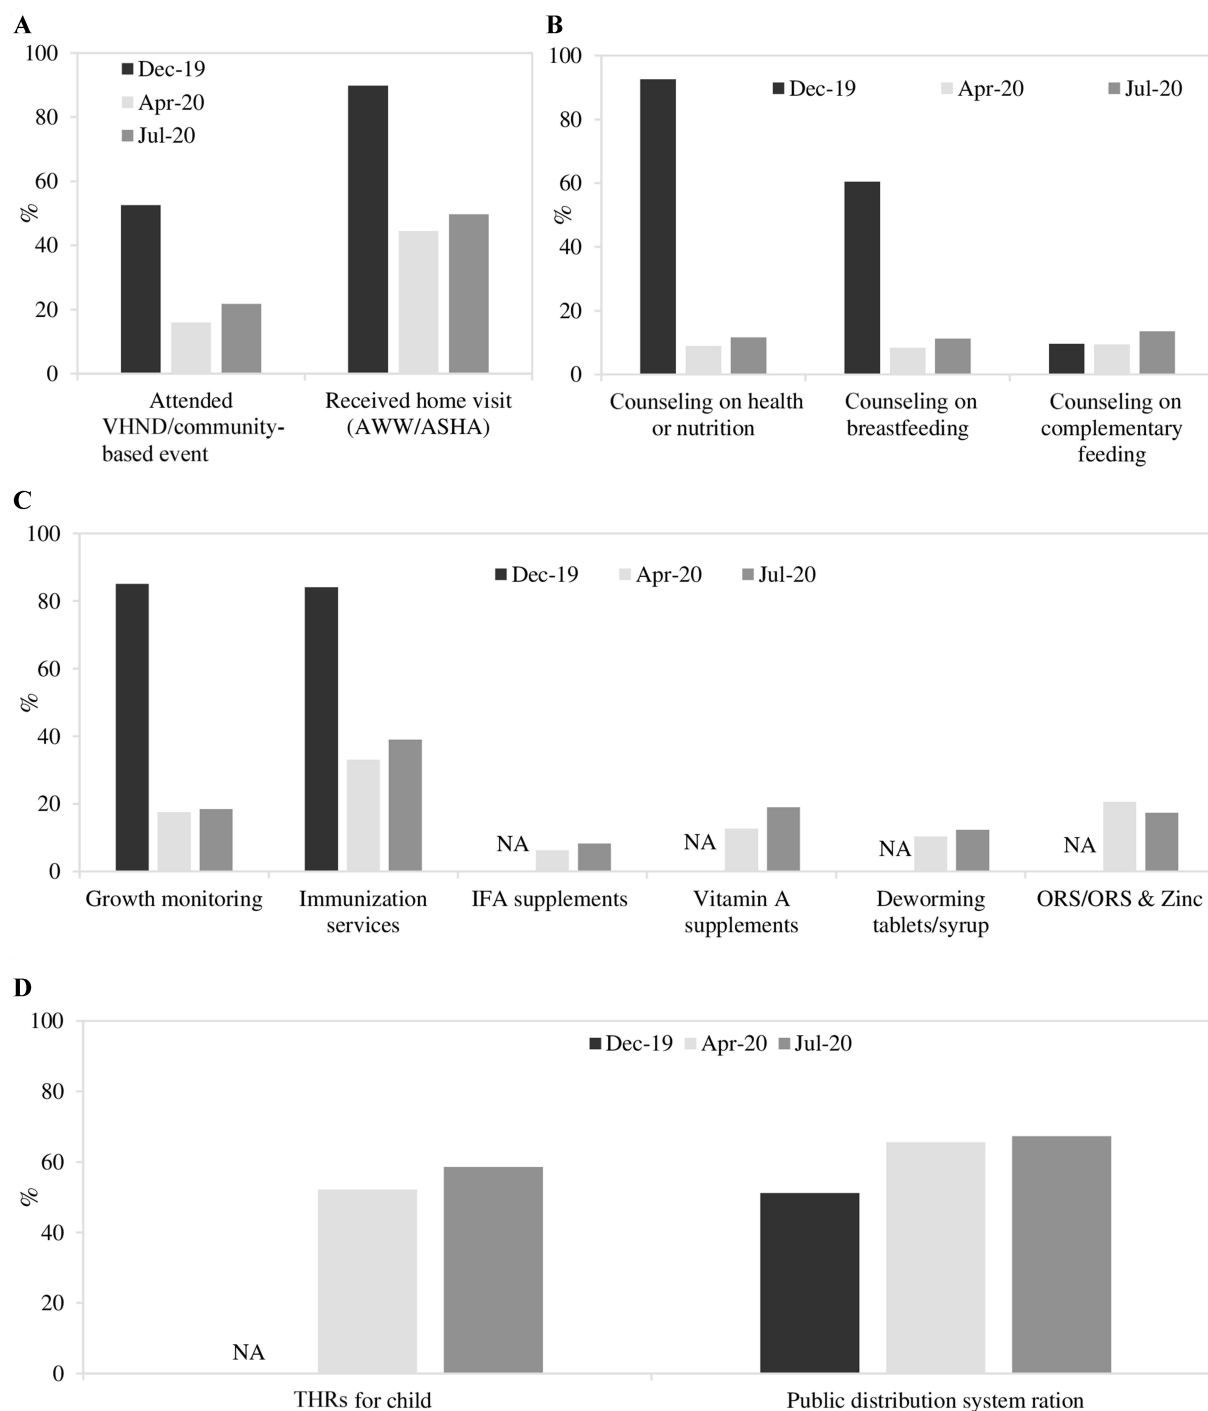 A
100
80
60
40
20
0
%
Dec-19
Apr-20
Jul-20
Attended
VHND/community-
based event
Received home visit
(AWW/ASHA)
B
100
80
60
40
20
0
%
Dec-19 Apr-20 Jul-20
Counseling on health
or nutrition
Counseling on
breastfeeding
Counseling on
complementary
feeding
C
100
80
60
40
20
0
%
Dec-19 Apr-20 Jul-20
NA
NA
NA
NA
Growth monitoring
Immunization
services
IFA supplements
Vitamin A
supplements
Deworming
tablets/syrup
ORS/ORS & Zinc
D
100
80
60
40
20
0
%
Dec-19 Apr-20 Jul-20
NA
THRs for child
Public distribution system ration